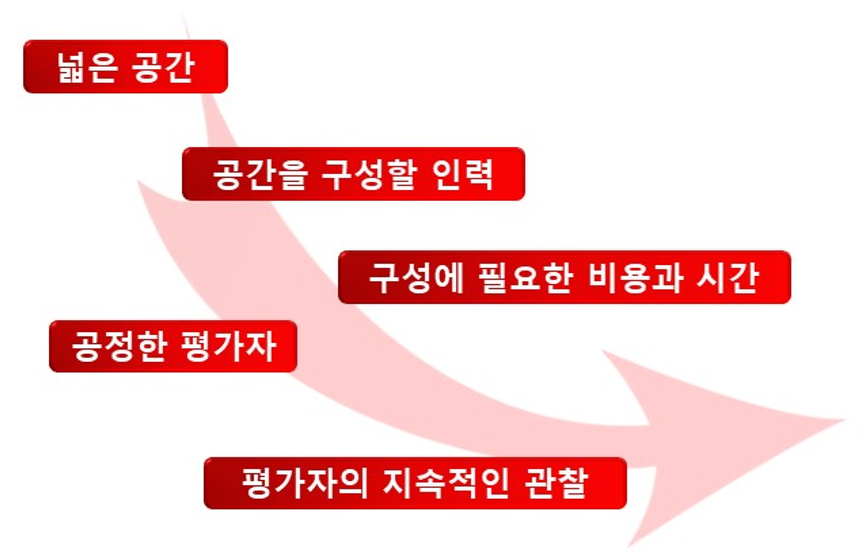 넓은 공간
공간을 구성할 인력
구성에 필요한 비용과 시간
공정한 평가자
평가자의 지속적인 관찰